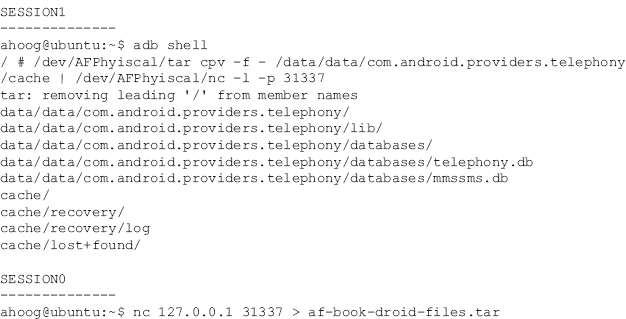 SESSION1
--------------
ahoog@ubuntu:~$ adb shell
/ # /dev/AFPhyiscal/tar cpv -f - /data/data/com.android.providers.telephony
/cache | /dev/AFPhyiscal/nc -l -p 31337
tar: removing leading '/' from member names
data/data/com.android.providers.telephony/
data/data/com.android.providers.telephony/lib/
data/data/com.android.providers.telephony/databases/
data/data/com.android.providers.telephony/databases/telephony.db
data/data/com.android.providers.telephony/databases/mmssms.db
cache/
cache/recovery/
cache/recovery/log
cache/lost+found/
SESSION0
--------------
ahoog@ubuntu:~$ nc 127.0.0.1 31337 > af-book-droid-files.tar